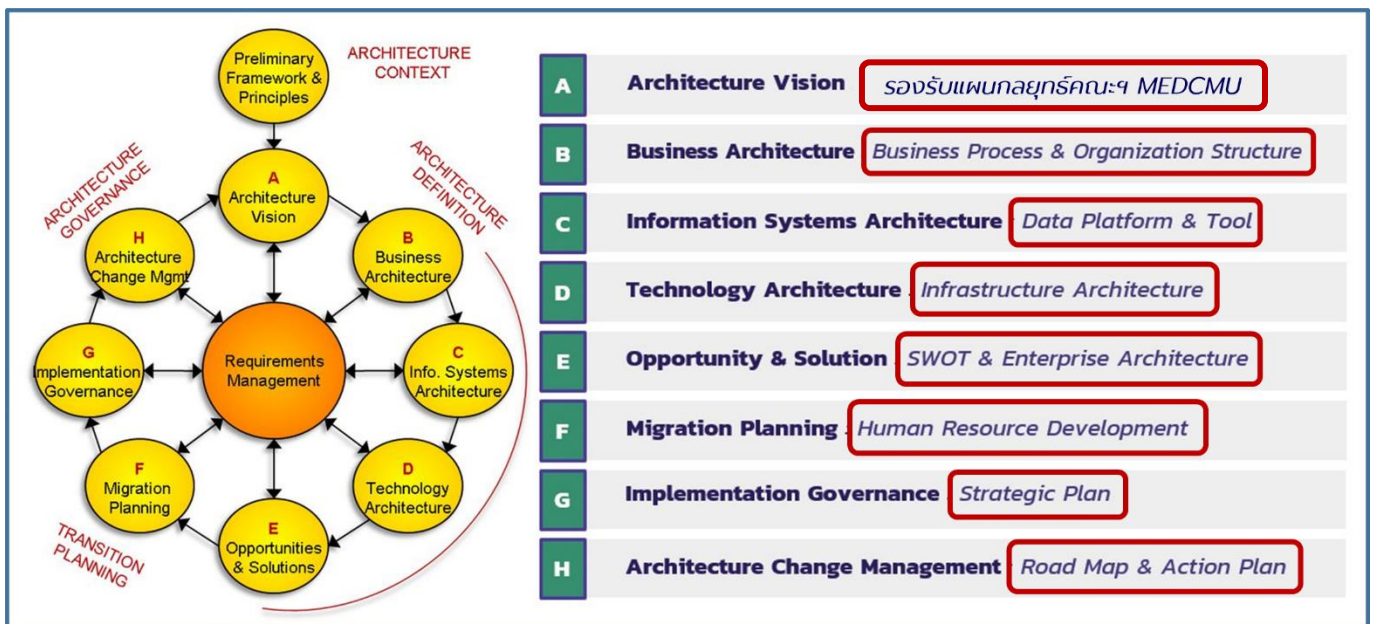 Preliminary
Framework &
Principles
ARCHITECTURE
CONTEXT
A
Architecture
Vision
ARCHITECTURE
DEFINITION
B
Business
Architecture
C
Info. Systems
Architecture
D
Technology
Architecture
E
Opportunities
& Solutions
TRANSITION
PLANNING
F
Migration
Planning
G
Implementation
Governance
H
Architecture
Change Mgmt
ARCHITECTURE
GOVERNANCE
Requirements
Management
A Architecture Vision รองรับแผนกลยุทธ์คณะฯ MEDCMU
B Business Architecture Business Process & Organization Structure
C Information Systems Architecture Data Platform & Tool
D Technology Architecture : Infrastructure Architecture
E Opportunity & Solution : SWOT & Enterprise Architecture
F Migration Planning : Human Resource Development
G Implementation Governance : Strategic Plan
H Architecture Change Management : Road Map & Action Plan